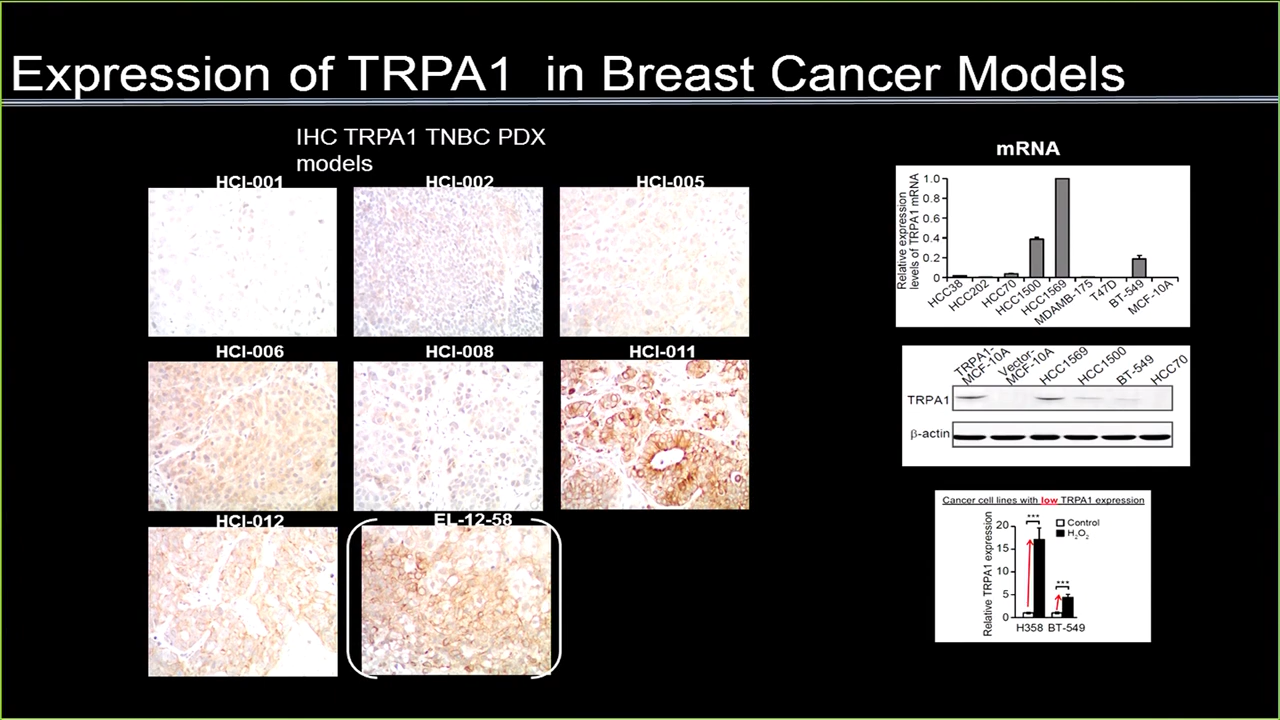 Expression of TRPA1 in Breast Cancer Models
IHC TRPA1 TNBC PDX
models
HCI-001
HCI-002
HCI-005
HCI-006
HCI-008
HCI-011
HCI-012
EL-12-58
mRNA
Relative expression
levels of TRPA1 mRNA
1.0
0.8
0.6
0.4
0.2
0
HCC38
HCC202
HCC70
HCC1500
HCC1569
MDAMB-175
T47D
BT-549
MCF-10A
TRPA1-
MCF-10A
Vector-
MCF-10A
HCC1569
HCC1500
BT-549
HCC70
TRPA1
β-actin
Cancer cell lines with low TRPA1 expression
Relative TRPA1 expression
20
15
10
5
0
***
***
Control
H₂O₂
H358 BT-549